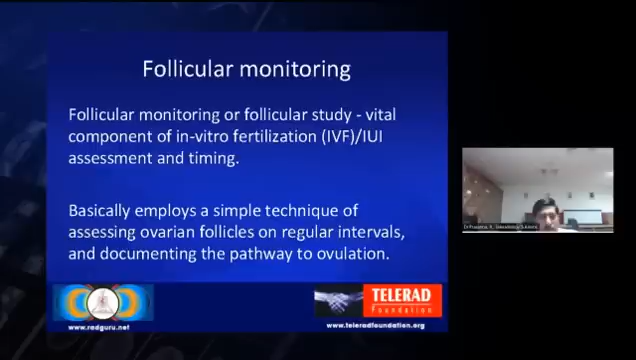 Follicular monitoring
Follicular monitoring or follicular study - vital
component of in-vitro fertilization (IVF)/IUI
assessment and timing.
Basically employs a simple technique of
assessing ovarian follicles on regular intervals,
and documenting the pathway to ovulation.
TELERAD
Foundation
www.radguru.net
www.teleradfoundation.org